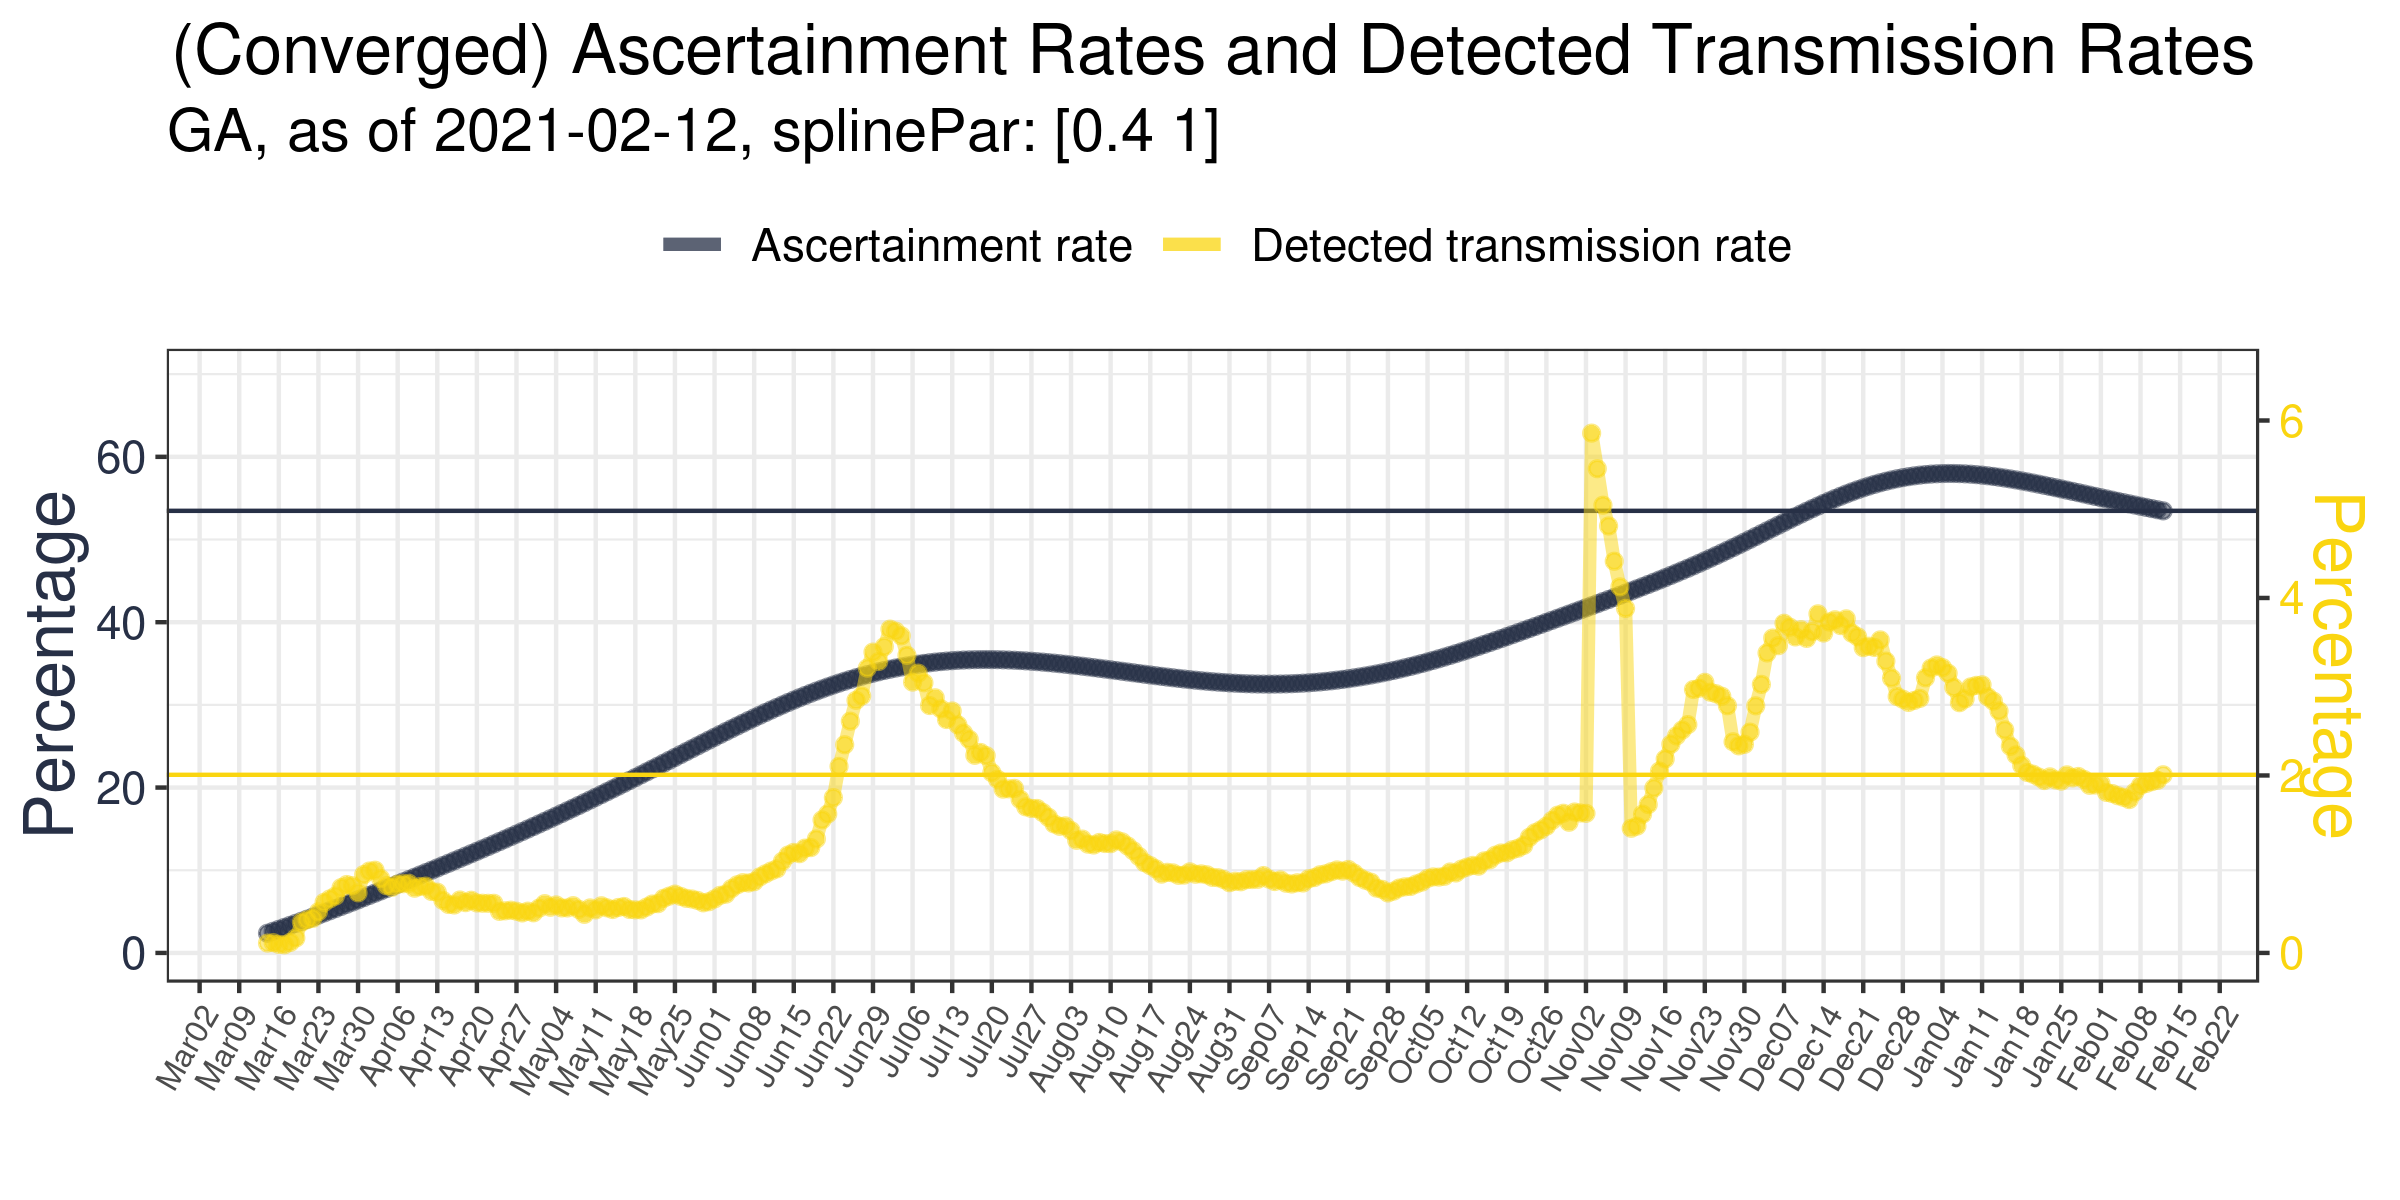 (Converged) Ascertainment Rates and Detected Transmission Rates
GA, as of 2021-02-12, splinePar: [0.4 1]
Ascertainment rate Detected transmission rate
Percentage
60
40
20
0
6
4
2
0
Percentage
Mar02 Mar09 Mar16 Mar23 Mar30 Apr06 Apr13 Apr20 Apr27 May04 May11 May18 May25 Jun01 Jun08 Jun15 Jun22 Jun29 Jul06 Jul13 Jul20 Jul27 Aug03 Aug10 Aug17 Aug24 Aug31 Sep07 Sep14 Sep21 Sep28 Oct05 Oct12 Oct19 Oct26 Nov02 Nov09 Nov16 Nov23 Nov30 Dec07 Dec14 Dec21 Dec28 Jan04 Jan11 Jan18 Jan25 Feb01 Feb08 Feb15 Feb22